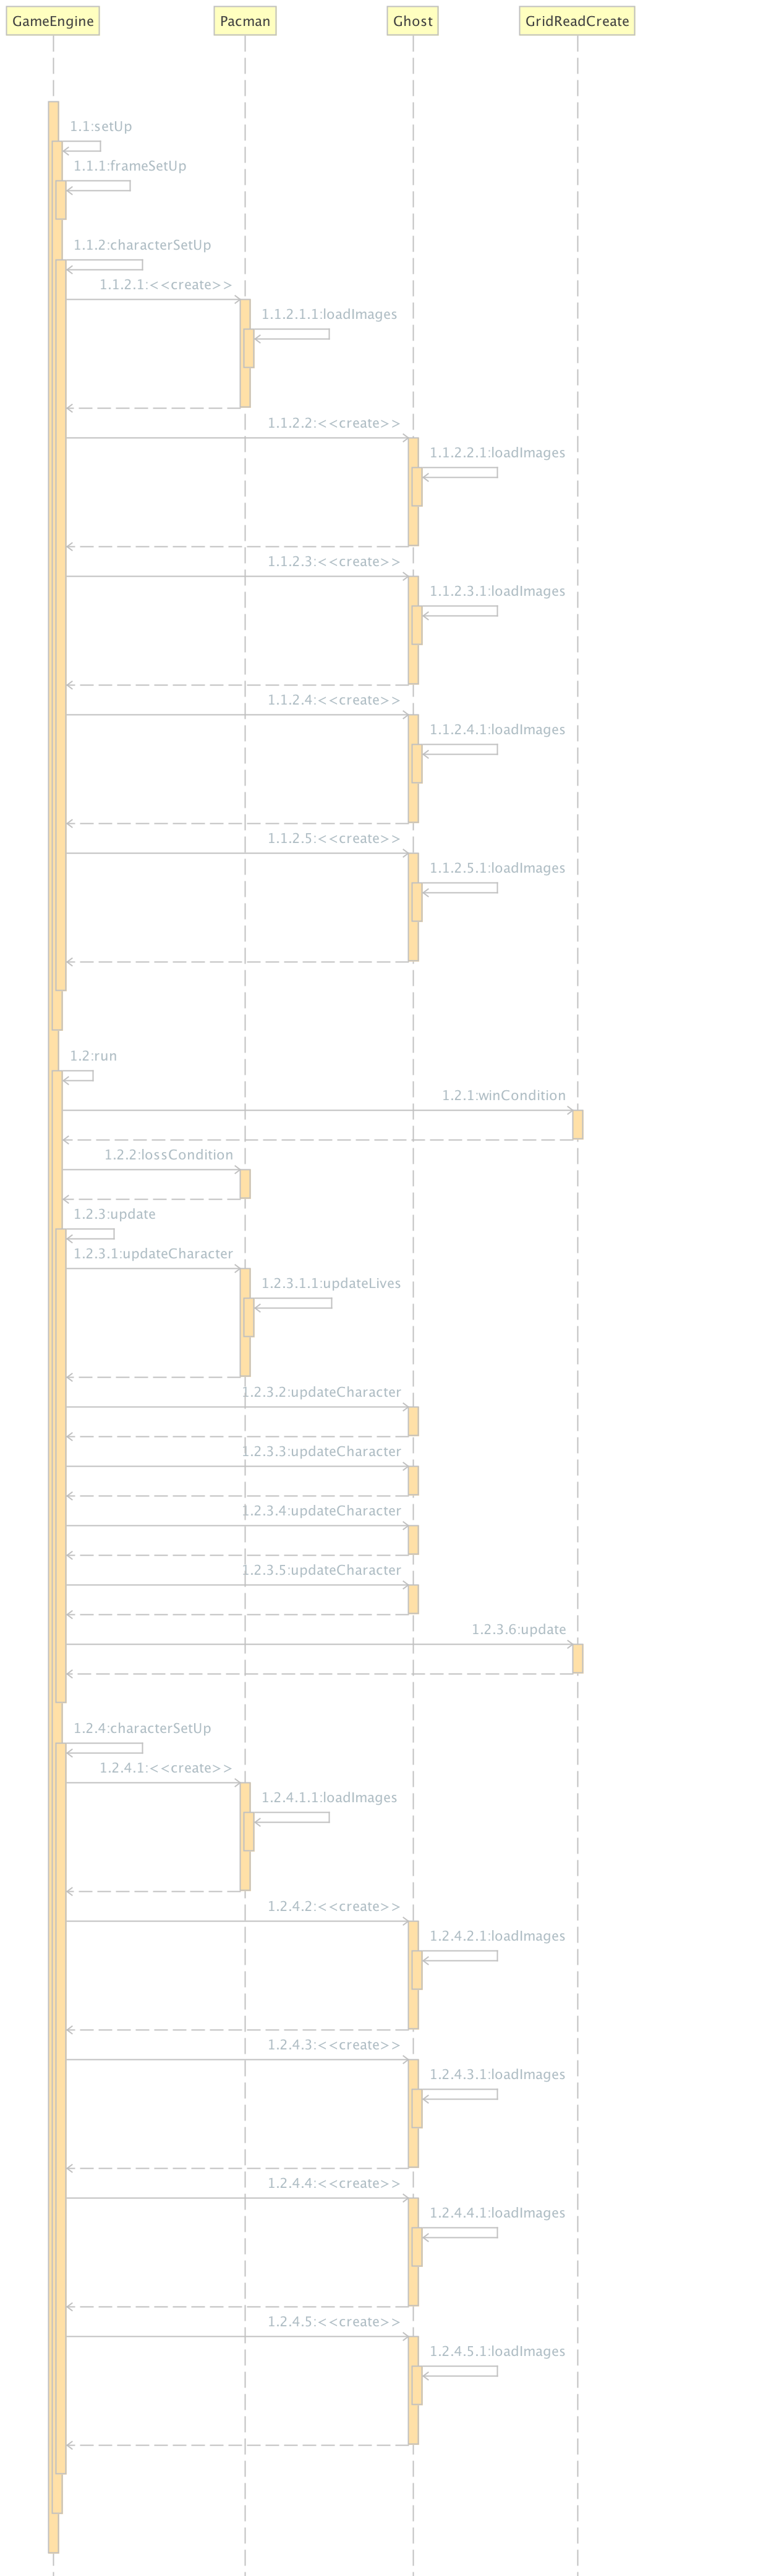 GameEngine
Pacman
Ghost
GridReadCreate
1.1:setUp
1.1.1:frameSetUp
1.1.2:characterSetUp
1.1.2.1:<<create>>
1.1.2.1.1:loadImages
1.1.2.2:<<create>>
1.1.2.2.1:loadImages
1.1.2.3:<<create>>
1.1.2.3.1:loadImages
1.1.2.4:<<create>>
1.1.2.4.1:loadImages
1.1.2.5:<<create>>
1.1.2.5.1:loadImages
1.2:run
1.2.1:winCondition
1.2.2:lossCondition
1.2.3:update
1.2.3.1:updateCharacter
1.2.3.1.1:updateLives
1.2.3.2:updateCharacter
1.2.3.3:updateCharacter
1.2.3.4:updateCharacter
1.2.3.5:updateCharacter
1.2.3.6:update
1.2.4:characterSetUp
1.2.4.1:<<create>>
1.2.4.1.1:loadImages
1.2.4.2:<<create>>
1.2.4.2.1:loadImages
1.2.4.3:<<create>>
1.2.4.3.1:loadImages
1.2.4.4:<<create>>
1.2.4.4.1:loadImages
1.2.4.5:<<create>>
1.2.4.5.1:loadImages